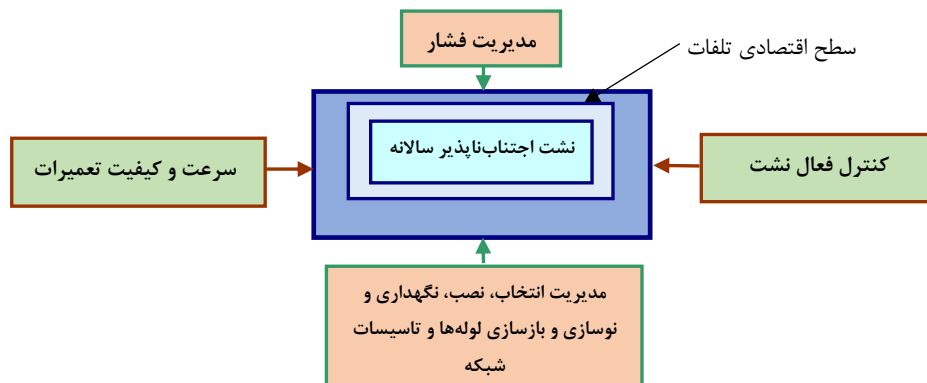 مدیریت فشار
سطح اقتصادی تلفات
نشت اجتناب‌ناپذیر سالانه
کنترل فعال نشت
سرعت و کیفیت تعمیرات
مدیریت انتخاب، نصب، نگهداری و
نوسازی و بازسازی لوله‌ها و تاسیسات
شبکه